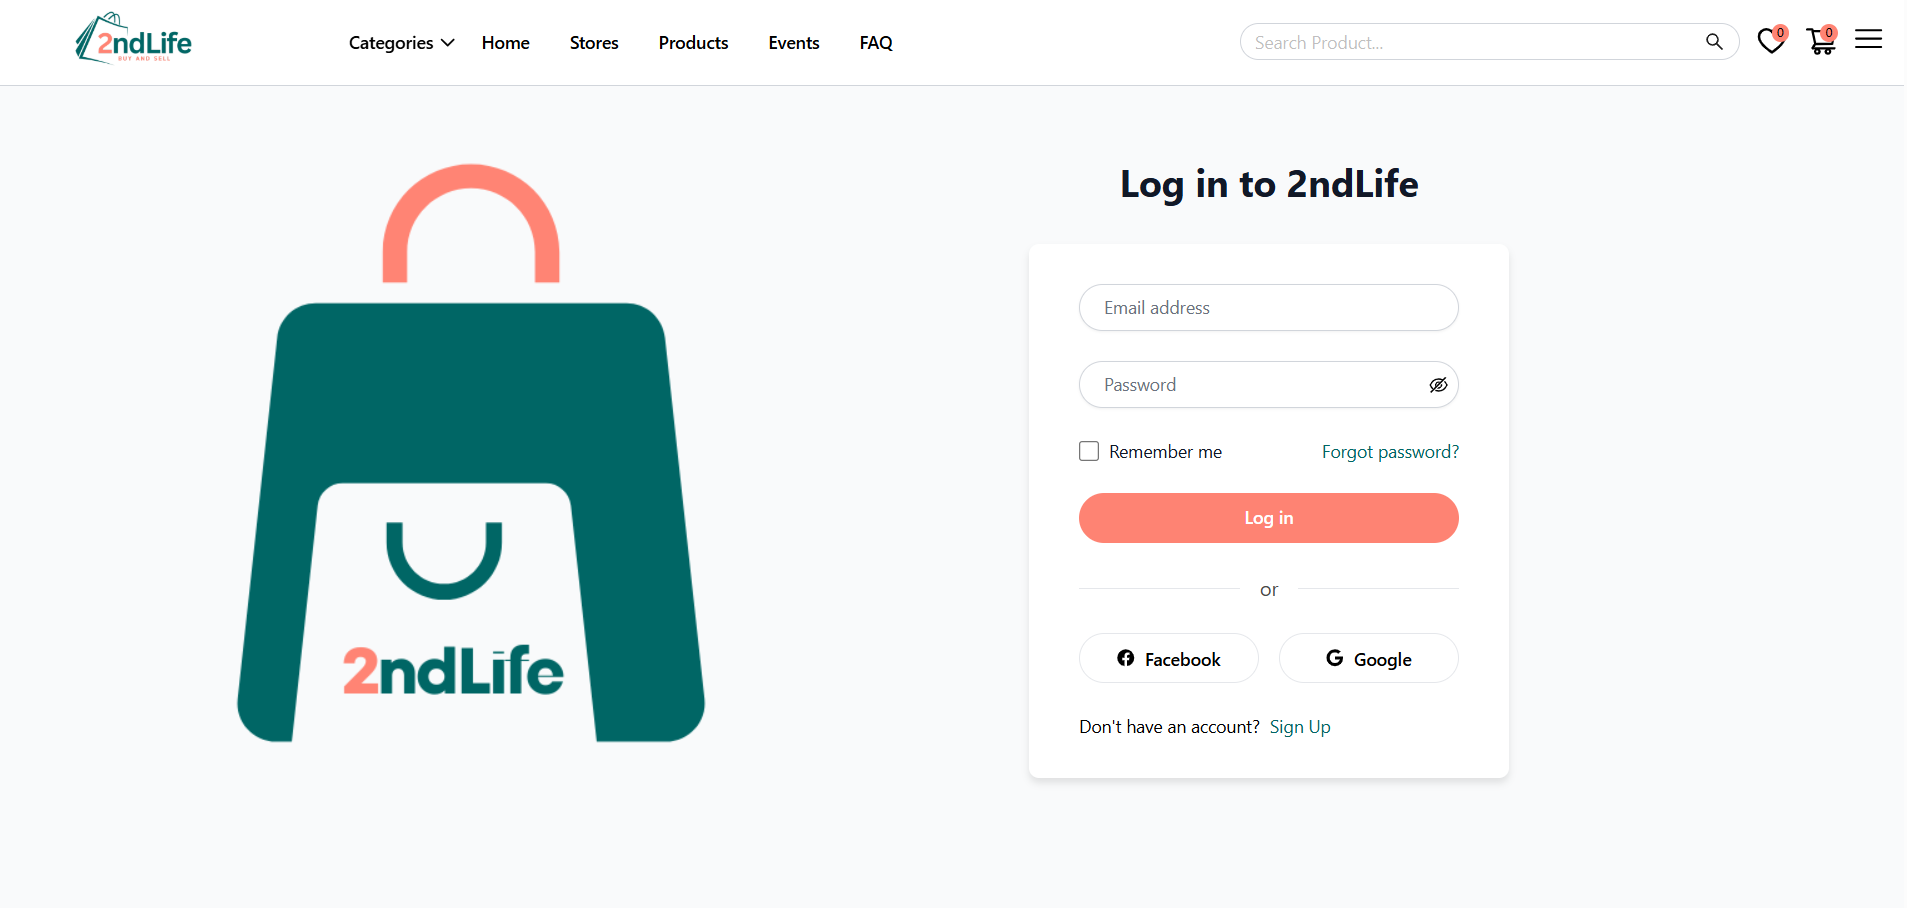 2ndLife
BUY AND SELL
Categories Home Stores Products Events FAQ
Search Product...
0
0
Log in to 2ndLife
Email address
Password
Remember me Forgot password?
Log in
or
Facebook Google
Don't have an account? Sign Up
2ndLife